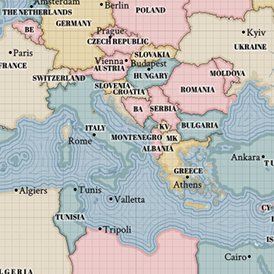 Amsterdam
Berlin
THE NETHERLANDS
POLAND
GERMANY
BE
Prague
Kyiv
CZECH REPUBLIC
UKRAINE
Paris
SLOVAKIA
Vienna
Budapest
FRANCE
AUSTRIA
MOLDOVA
SWITZERLAND
HUNGARY
SLOVENIA
ROMANIA
CROATIA
BA
SERBIA
ITALY
KV
BULGARIA
Rome
MONTENEGRO
MK
ALBANIA
Ankara
GREECE
Athens
Algiers
Tunis
Valletta
CY
TUNISIA
Tripoli
IS
Cairo
LGERIA